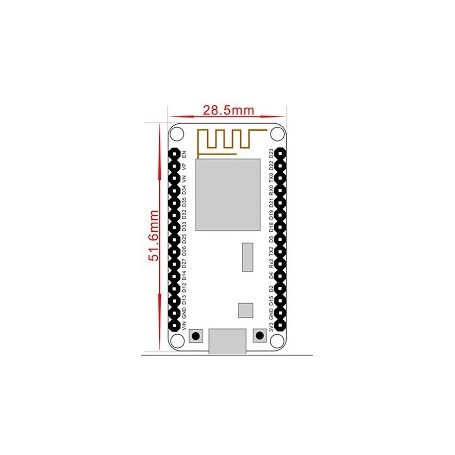 28.5mm
51.6mm
EN
VP
VN
D34
D35
D32
D33
D25
D26
D27
D14
D12
D13
GND
VIN
D23
D22
TX0
RX0
D21
D19
D18
D5
TX2
Rx2
D4
D2
D15
GND
3V3